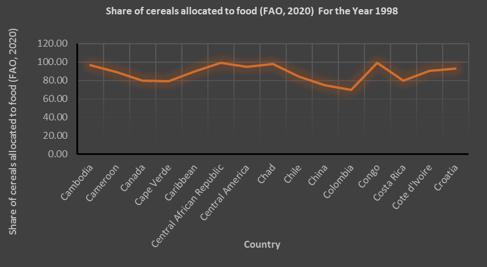 Share of cereals allocated to food (FAO, 2020)  For the Year 1998
Share of cereals allocated to food (FAO, 2020)
120.00
100.00
80.00
60.00
40.00
20.00
0.00
Cambodia
Cameroon
Canada
Cape Verde
Caribbean
Central African Republic
Central America
Chad
Chile
China
Colombia
Congo
Costa Rica
Cote d'Ivoire
Croatia
Country